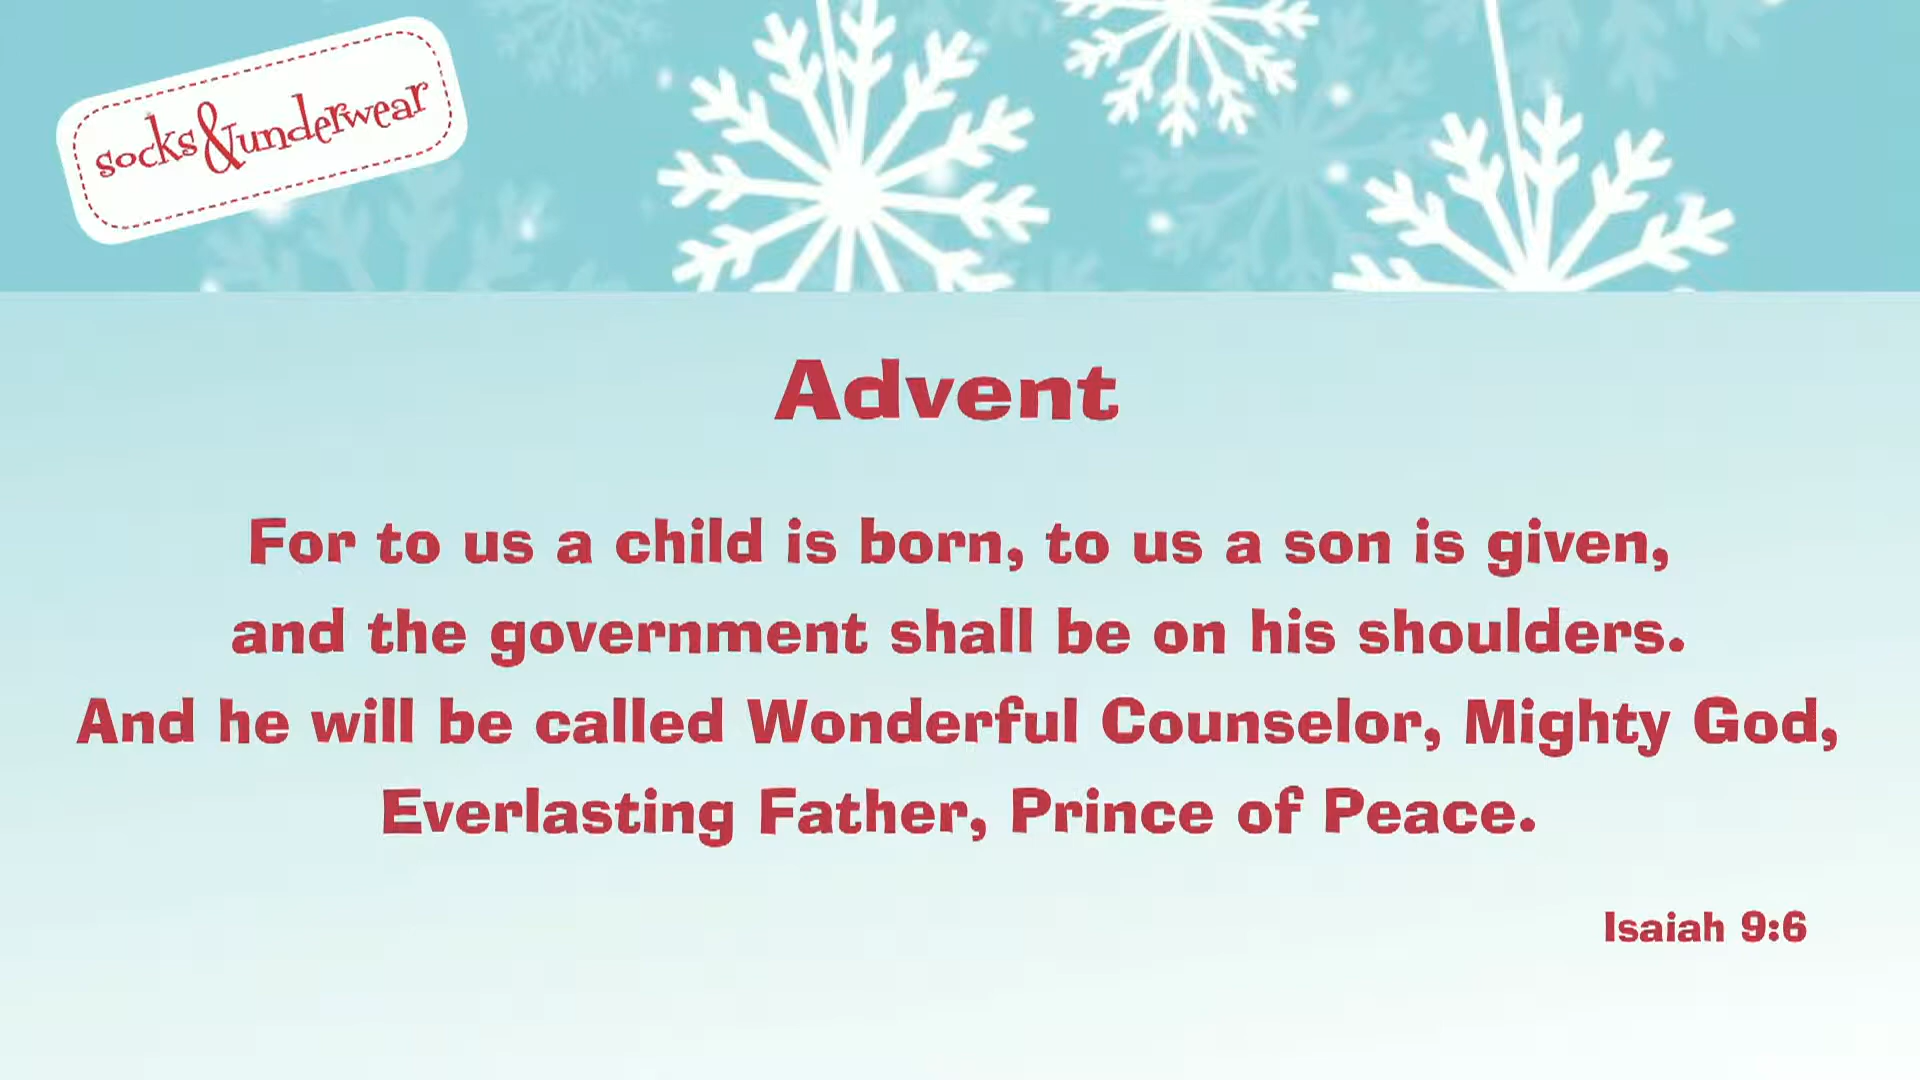 socks&underwear
Advent
For to us a child is born, to us a son is given,
and the government shall be on his shoulders.
And he will be called Wonderful Counselor, Mighty God,
Everlasting Father, Prince of Peace.
Isaiah 9:6